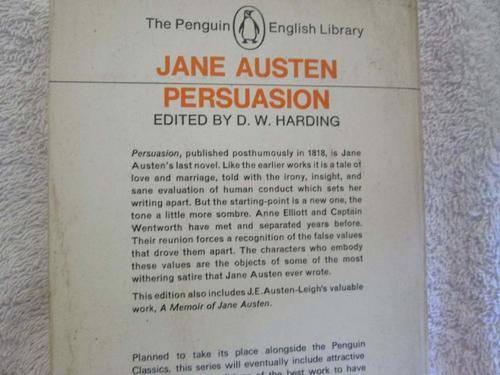 The Penguin English Library
JANE AUSTEN
PERSUASION
EDITED BY D. W. HARDING
Persuasion, published posthumously in 1818, is Jane
Austen's last novel. Like the earlier works it is a tale of
love and marriage, told with the irony, insight, and
sane evaluation of human conduct which sets her
writing apart. But the starting-point is a new one, the
tone a little more sombre. Anne Elliott and Captain
Wentworth have met and separated years before.
Their reunion forces a recognition of the false values
that drove them apart. The characters who embody
these values are the objects of some of the most
withering satire that Jane Austen ever wrote.
This edition also includes J.E.Austen-Leigh's valuable
work, A Memoir of Jane Austen.
Planned to take its place alongside the Penguin
Classics, this series will eventually include attractive
of the best work to have